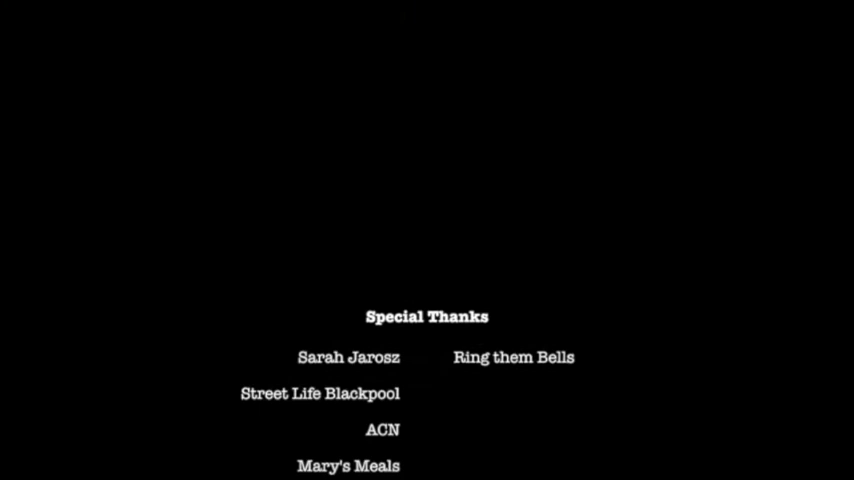 Special Thanks
Sarah Jarosz Ring them Bells
Street Life Blackpool
ACN
Mary's Meals